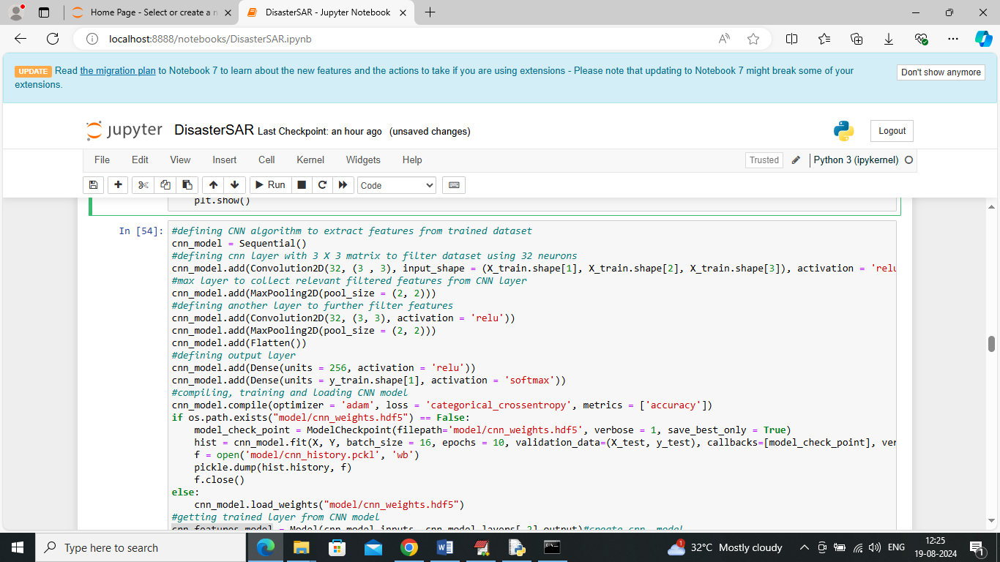 Home Page - Select or create a n
DisasterSAR - Jupyter Notebook
localhost:8888/notebooks/DisasterSAR.ipynb
UPDATE Read the migration plan to Notebook 7 to learn about the new features and the actions to take if you are using extensions - Please note that updating to Notebook 7 might break some of your
extensions.
Don't show anymore
jupyter DisasterSAR Last Checkpoint: an hour ago (unsaved changes)
Logout
File Edit View Insert Cell Kernel Widgets Help
Trusted Python 3 (ipykernel)
Run Code
plt.show()
In [54]:
#defining CNN algorithm to extract features from trained dataset
cnn_model = Sequential()
#defining cnn layer with 3 X 3 matrix to filter dataset using 32 neurons
cnn_model.add(Convolution2D(32, (3 , 3), input_shape = (X_train.shape[1], X_train.shape[2], X_train.shape[3]), activation = 'relu
#max layer to collect relevant filtered features from CNN layer
cnn_model.add(MaxPooling2D(pool_size = (2, 2)))
#defining another layer to further filter features
cnn_model.add(Convolution2D(32, (3, 3), activation = 'relu'))
cnn_model.add(MaxPooling2D(pool_size = (2, 2)))
cnn_model.add(Flatten())
#defining output layer
cnn_model.add(Dense(units = 256, activation = 'relu'))
cnn_model.add(Dense(units = y_train.shape[1], activation = 'softmax'))
#compiling, training and loading CNN model
cnn_model.compile(optimizer = 'adam', loss = 'categorical_crossentropy', metrics = ['accuracy'])
if os.path.exists("model/cnn_weights.hdf5") == False:
    model_check_point = ModelCheckpoint(filepath='model/cnn_weights.hdf5', verbose = 1, save_best_only = True)
    hist = cnn_model.fit(X, Y, batch_size = 16, epochs = 10, validation_data=(X_test, y_test), callbacks=[model_check_point], ver
    f = open('model/cnn_history.pckl', 'wb')
    pickle.dump(hist.history, f)
    f.close()
else:
    cnn_model.load_weights("model/cnn_weights.hdf5")
#getting trained layer from CNN model
cnn_features_model = Model(cnn_model.inputs, cnn_model.layers[-2].output)#create cnn model
Type here to search
1
32°C Mostly cloudy
ENG
12:25
19-08-2024
1